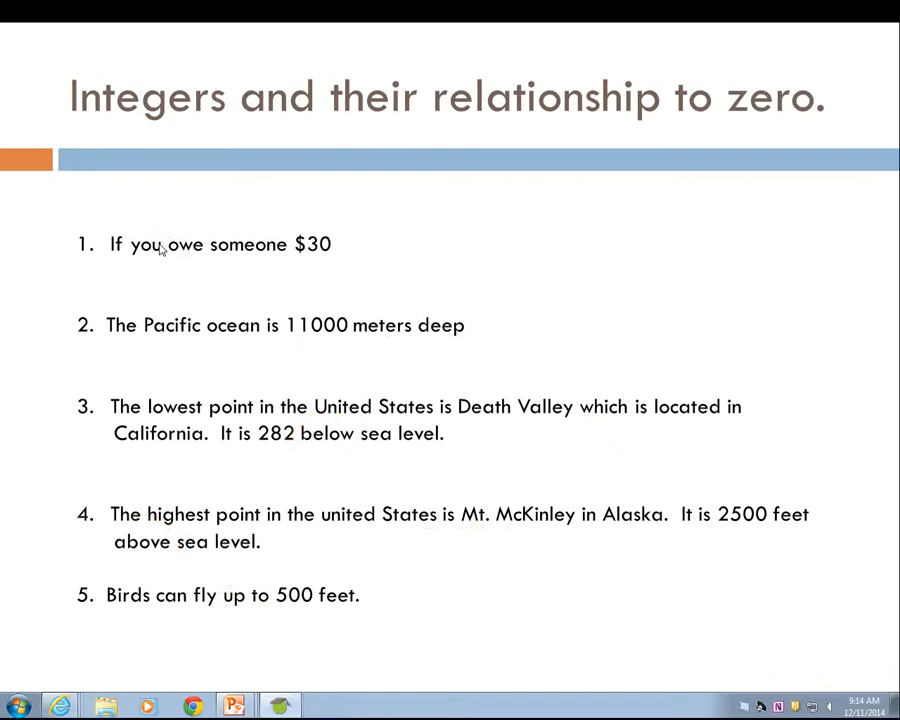 Integers and their relationship to zero.
1. If you owe someone $30
2. The Pacific ocean is 11000 meters deep
3. The lowest point in the United States is Death Valley which is located in
California. It is 282 below sea level.
4. The highest point in the united States is Mt. McKinley in Alaska. It is 2500 feet
above sea level.
5. Birds can fly up to 500 feet.
9:14 AM
12/11/2014